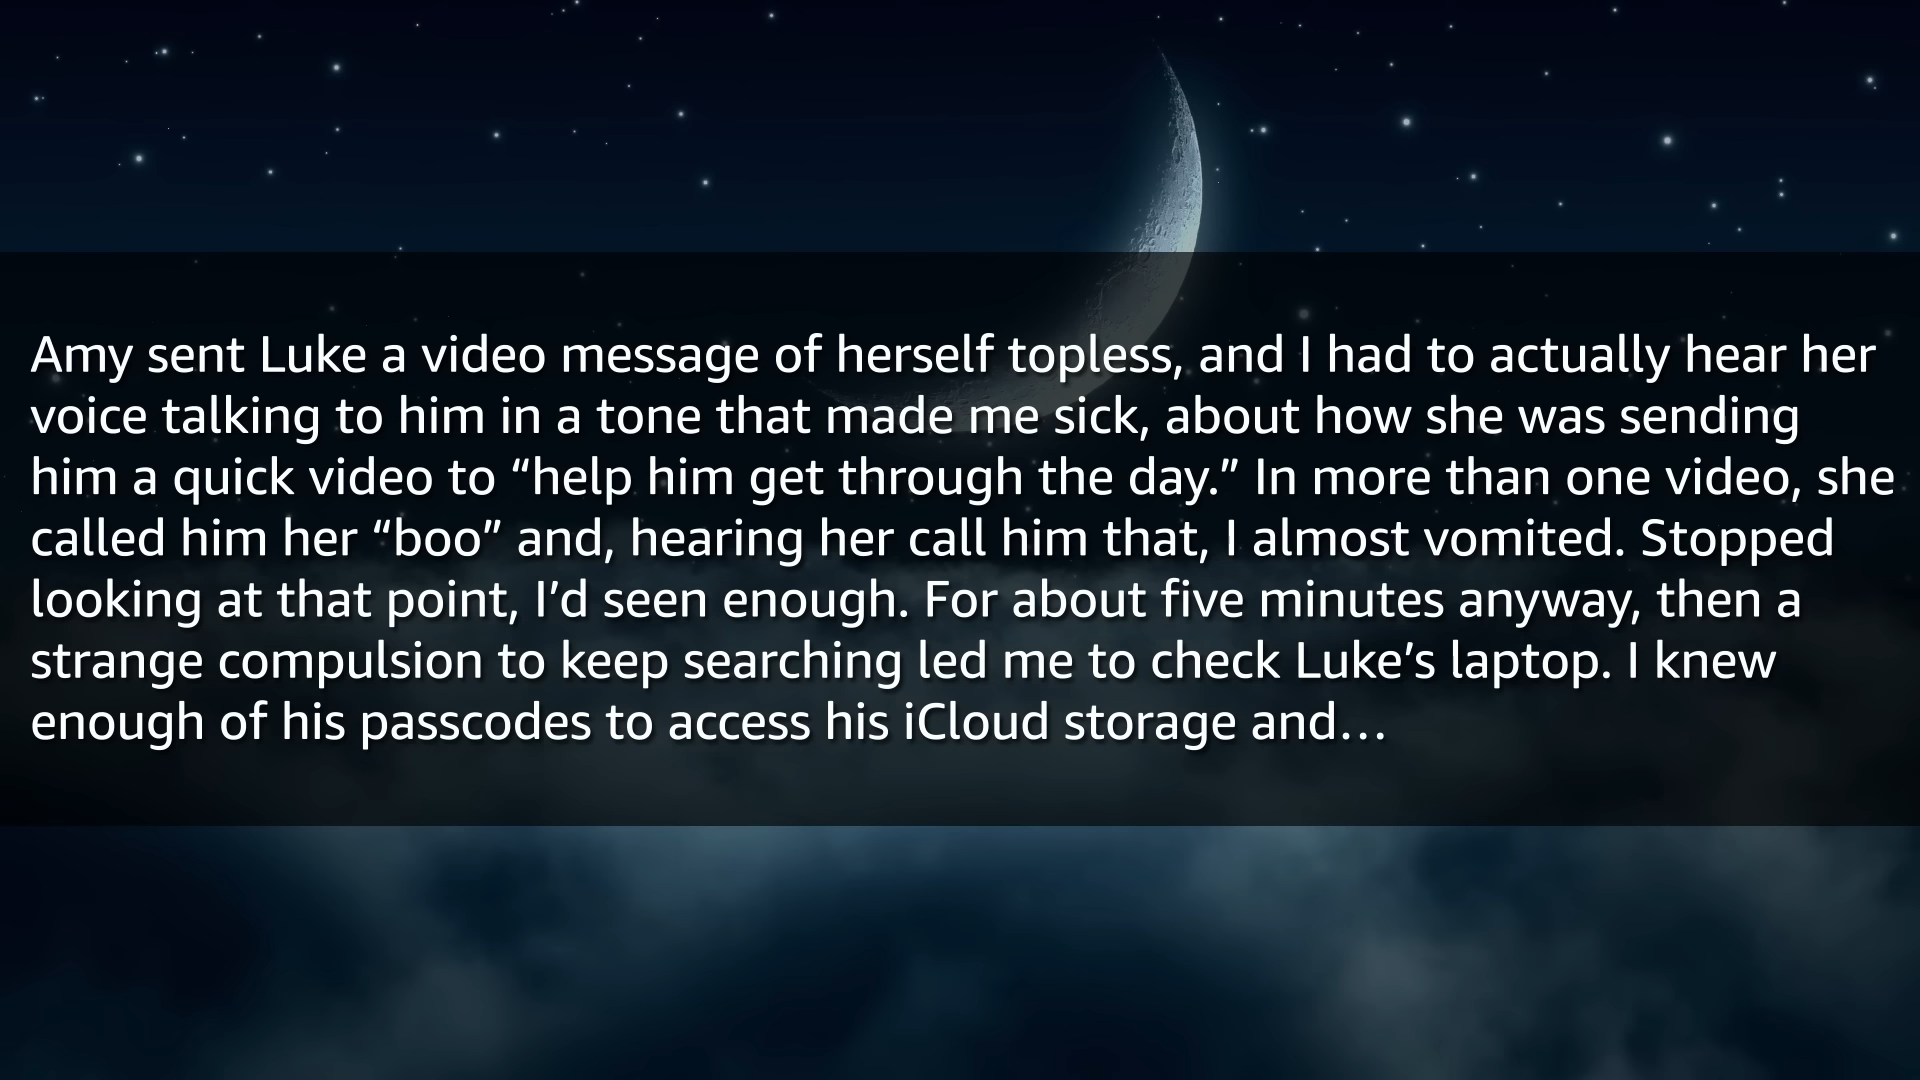 Amy sent Luke a video message of herself topless, and I had to actually hear her
voice talking to him in a tone that made me sick, about how she was sending
him a quick video to “help him get through the day.” In more than one video, she
called him her “boo” and, hearing her call him that, I almost vomited. Stopped
looking at that point, I’d seen enough. For about five minutes anyway, then a
strange compulsion to keep searching led me to check Luke’s laptop. I knew
enough of his passcodes to access his iCloud storage and…